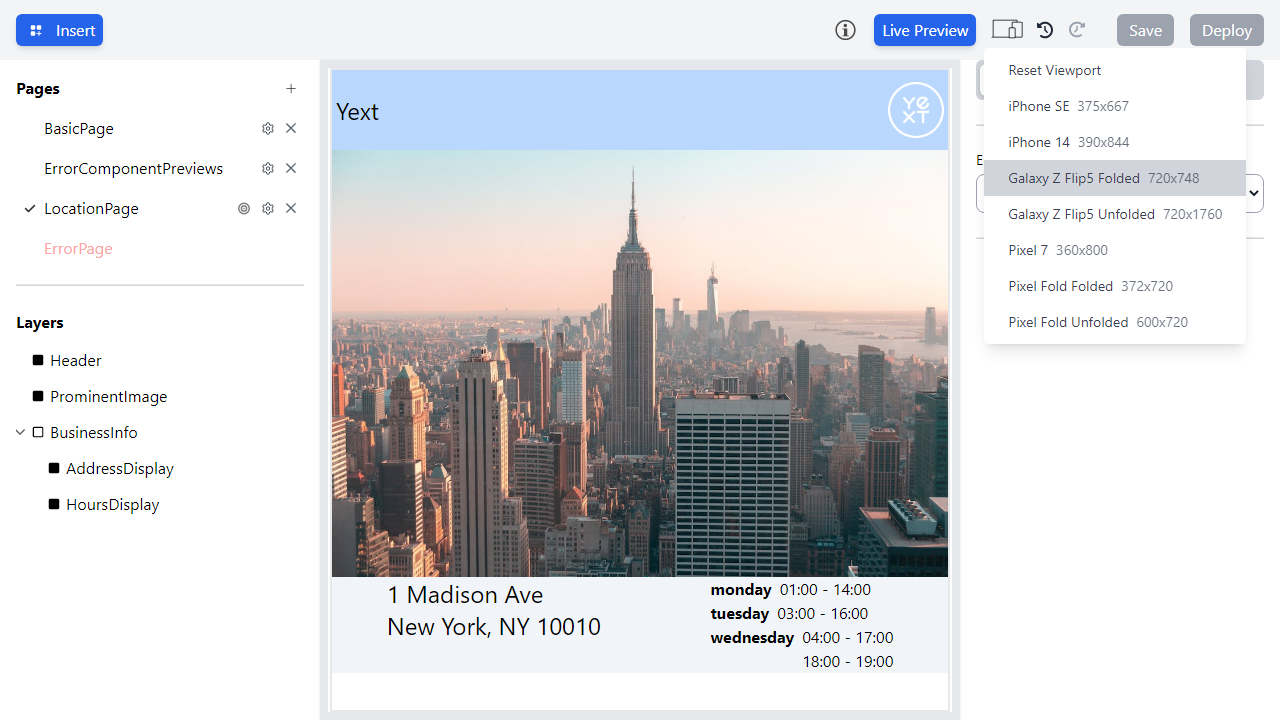 Insert
Live Preview
Save
Deploy
Pages
BasicPage
ErrorComponentPreviews
LocationPage
ErrorPage
Layers
Header
ProminentImage
BusinessInfo
AddressDisplay
HoursDisplay
Yext
YEXT
1 Madison Ave
New York, NY 10010
monday 01:00 - 14:00
tuesday 03:00 - 16:00
wednesday 04:00 - 17:00
18:00 - 19:00
Reset Viewport
iPhone SE 375x667
iPhone 14 390x844
Galaxy Z Flip5 Folded 720x748
Galaxy Z Flip5 Unfolded 720x1760
Pixel 7 360x800
Pixel Fold Folded 372x720
Pixel Fold Unfolded 600x720